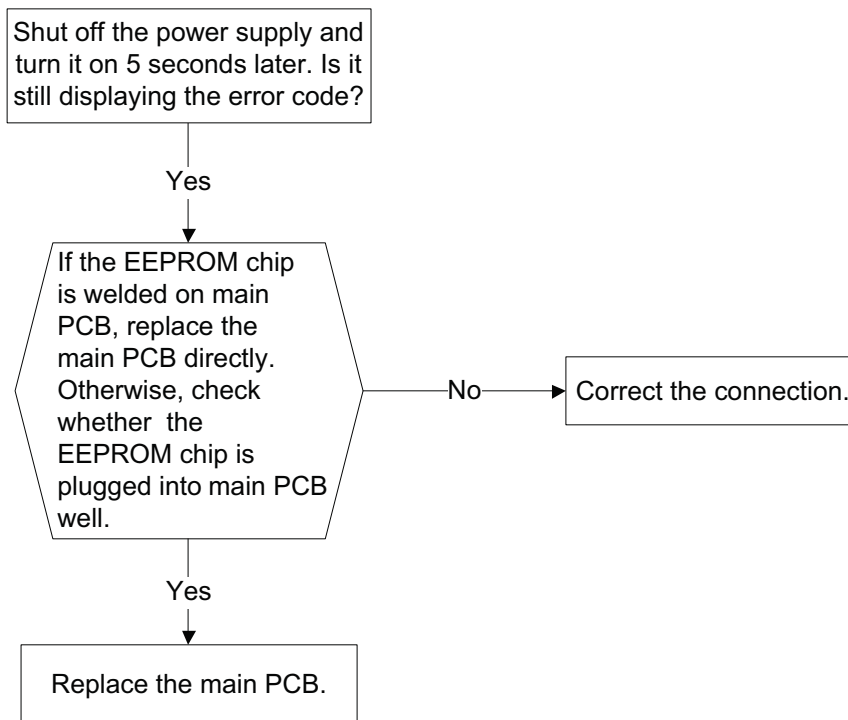 Shut off the power supply and
turn it on 5 seconds later. Is it
still displaying the error code?
Yes
If the EEPROM chip
is welded on main
PCB, replace the
main PCB directly.
Otherwise, check
whether  the
EEPROM chip is
plugged into main PCB
well.
No
Correct the connection.
Yes
Replace the main PCB.